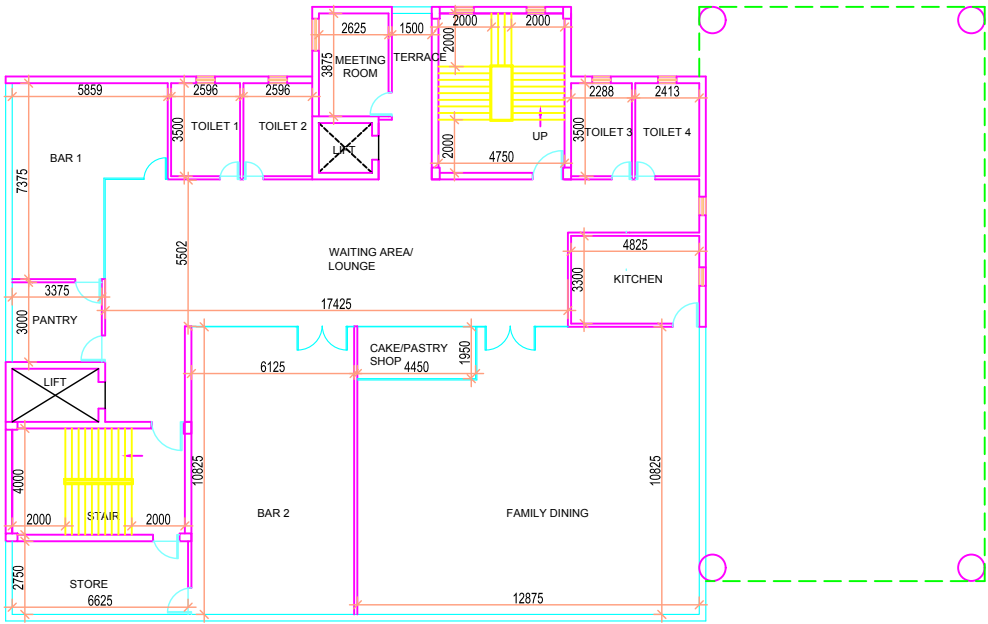 2625
1500
2000
2000
MEETING
ROOM
3875
TERRACE
2000
5859
2596
2596
2288
2413
3500
TOILET 1
TOILET 2
LIFT
UP
3500
TOILET 3
TOILET 4
BAR 1
2000
4750
7375
5502
WAITING AREA/
LOUNGE
4825
KITCHEN
3300
3375
17425
PANTRY
3000
CAKE/PASTRY
SHOP
1950
6125
4450
LIFT
4000
10825
10825
2000
STAIR
2000
BAR 2
FAMILY DINING
2750
STORE
6625
12875